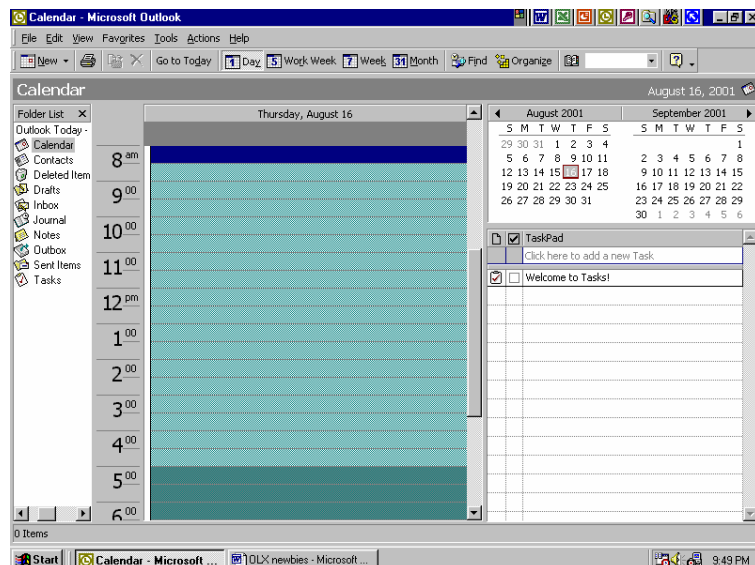 Calendar - Microsoft Outlook
File Edit View Favorites Tools Actions Help
New Go to Today 1 Day 5 Work Week 7 Week 31 Month Find Organize
Calendar August 16, 2001
Folder List X
Outlook Today -
Calendar
Contacts
Deleted Item
Drafts
Inbox
Journal
Notes
Outbox
Sent Items
Tasks
Thursday, August 16
8 am
9 00
10 00
11 00
12 pm
1 00
2 00
3 00
4 00
5 00
6 00
August 2001
S M T W T F S
29 30 31 1 2 3 4
5 6 7 8 9 10 11
12 13 14 15 16 17 18
19 20 21 22 23 24 25
26 27 28 29 30 31
September 2001
S M T W T F S
1
2 3 4 5 6 7 8
9 10 11 12 13 14 15
16 17 18 19 20 21 22
23 24 25 26 27 28 29
30 1 2 3 4 5 6
TaskPad
Click here to add a new Task
Welcome to Tasks!
0 Items
Start Calendar - Microsoft ... OLX newbies - Microsoft ... 9:49 PM